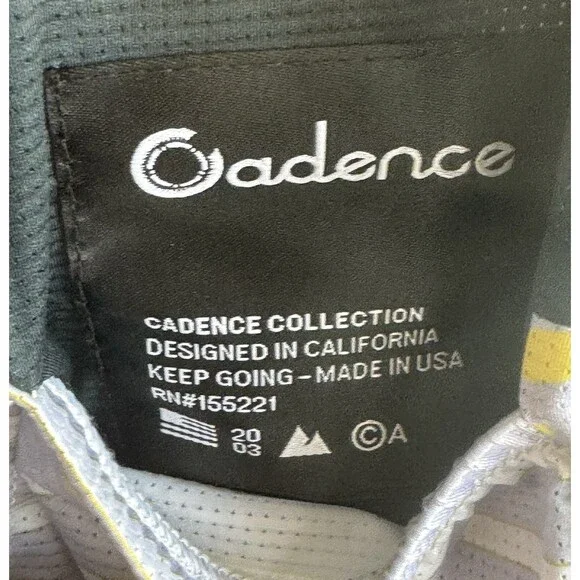 Cadence
CADENCE COLLECTION
DESIGNED IN CALIFORNIA
KEEP GOING – MADE IN USA
RN#155221
20
03
©A